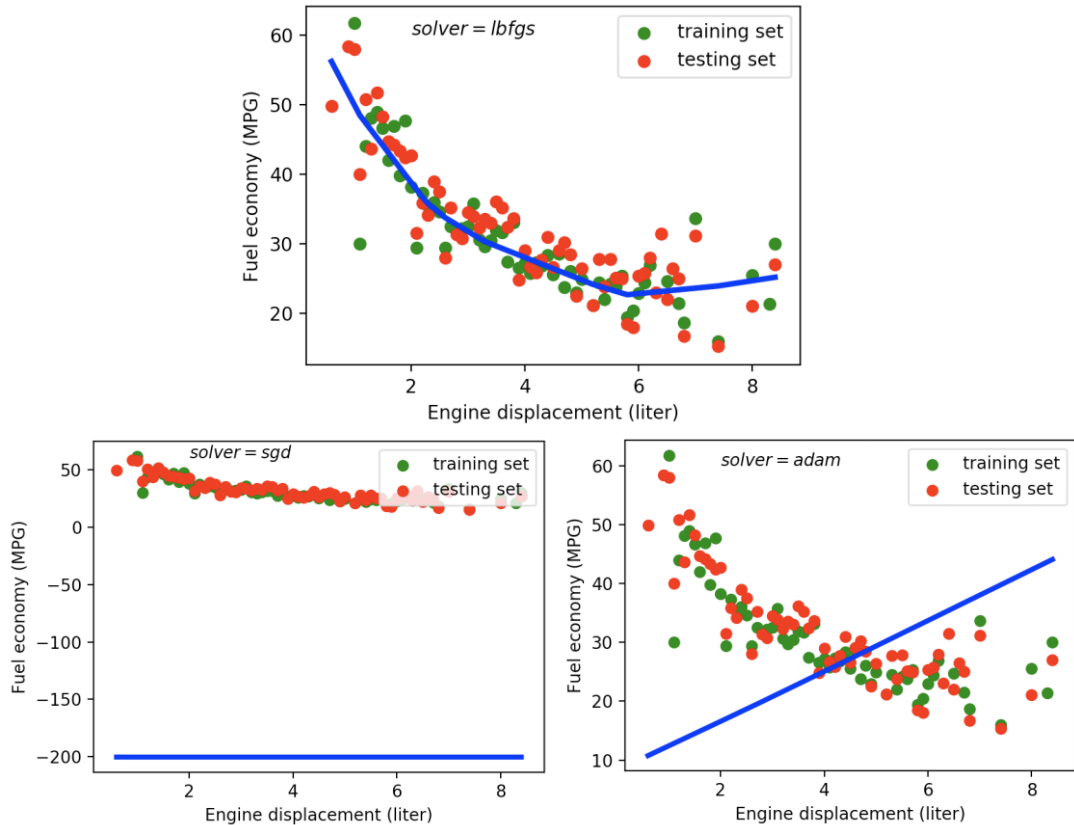 solver = lbfgs
training set
testing set
60
50
40
30
20
Fuel economy (MPG)
2
4
6
8
Engine displacement (liter)
solver = sgd
training set
testing set
50
0
−50
−100
−150
−200
Fuel economy (MPG)
2
4
6
8
Engine displacement (liter)
solver = adam
training set
testing set
60
50
40
30
20
10
Fuel economy (MPG)
2
4
6
8
Engine displacement (liter)